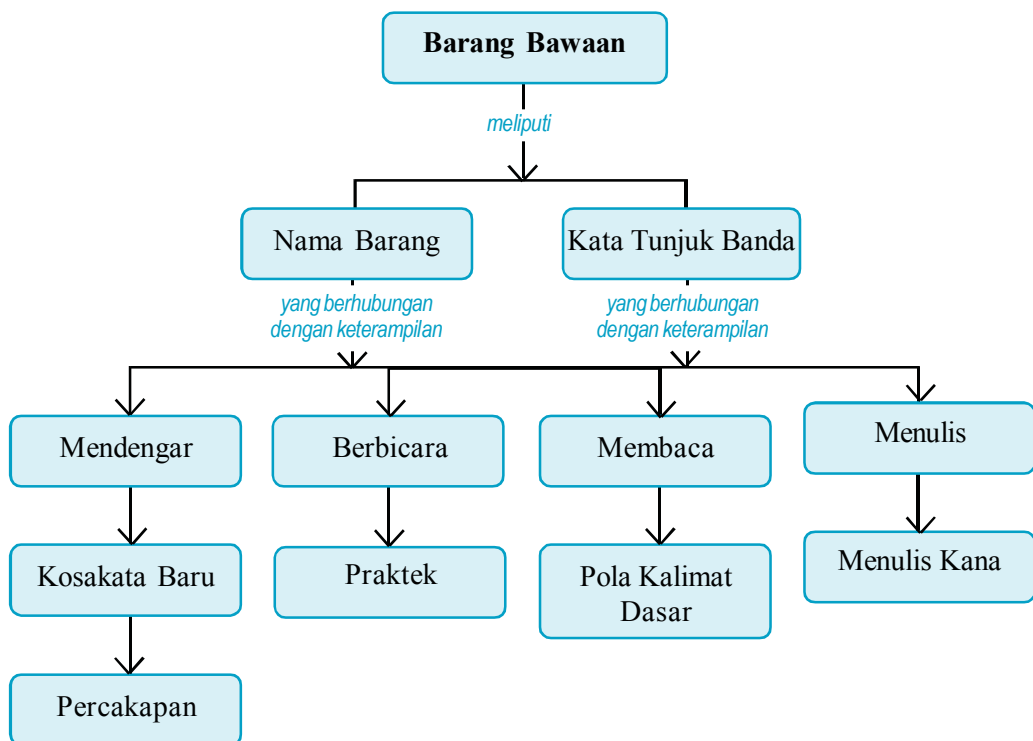 Barang Bawaan
meliputi
Nama Barang
Kata Tunjuk Banda
yang berhubungan
dengan keterampilan
yang berhubungan
dengan keterampilan
Mendengar
Berbicara
Membaca
Menulis
Kosakata Baru
Praktek
Pola Kalimat
Dasar
Menulis Kana
Percakapan